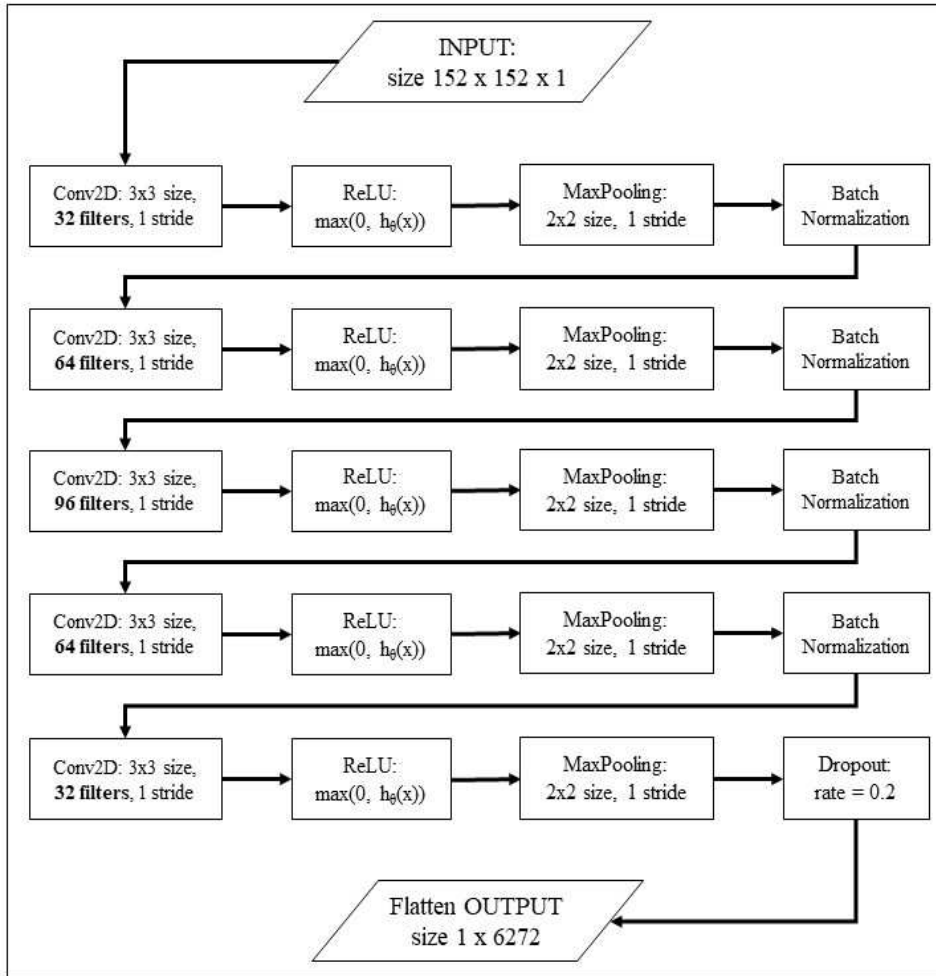 INPUT:
size 152 x 152 x 1
Conv2D: 3x3 size,
32 filters, 1 stride
ReLU:
max(0, hθ(x))
MaxPooling:
2x2 size, 1 stride
Batch
Normalization
Conv2D: 3x3 size,
64 filters, 1 stride
ReLU:
max(0, hθ(x))
MaxPooling:
2x2 size, 1 stride
Batch
Normalization
Conv2D: 3x3 size,
96 filters, 1 stride
ReLU:
max(0, hθ(x))
MaxPooling:
2x2 size, 1 stride
Batch
Normalization
Conv2D: 3x3 size,
64 filters, 1 stride
ReLU:
max(0, hθ(x))
MaxPooling:
2x2 size, 1 stride
Batch
Normalization
Conv2D: 3x3 size,
32 filters, 1 stride
ReLU:
max(0, hθ(x))
MaxPooling:
2x2 size, 1 stride
Dropout:
rate = 0.2
Flatten OUTPUT
size 1 x 6272